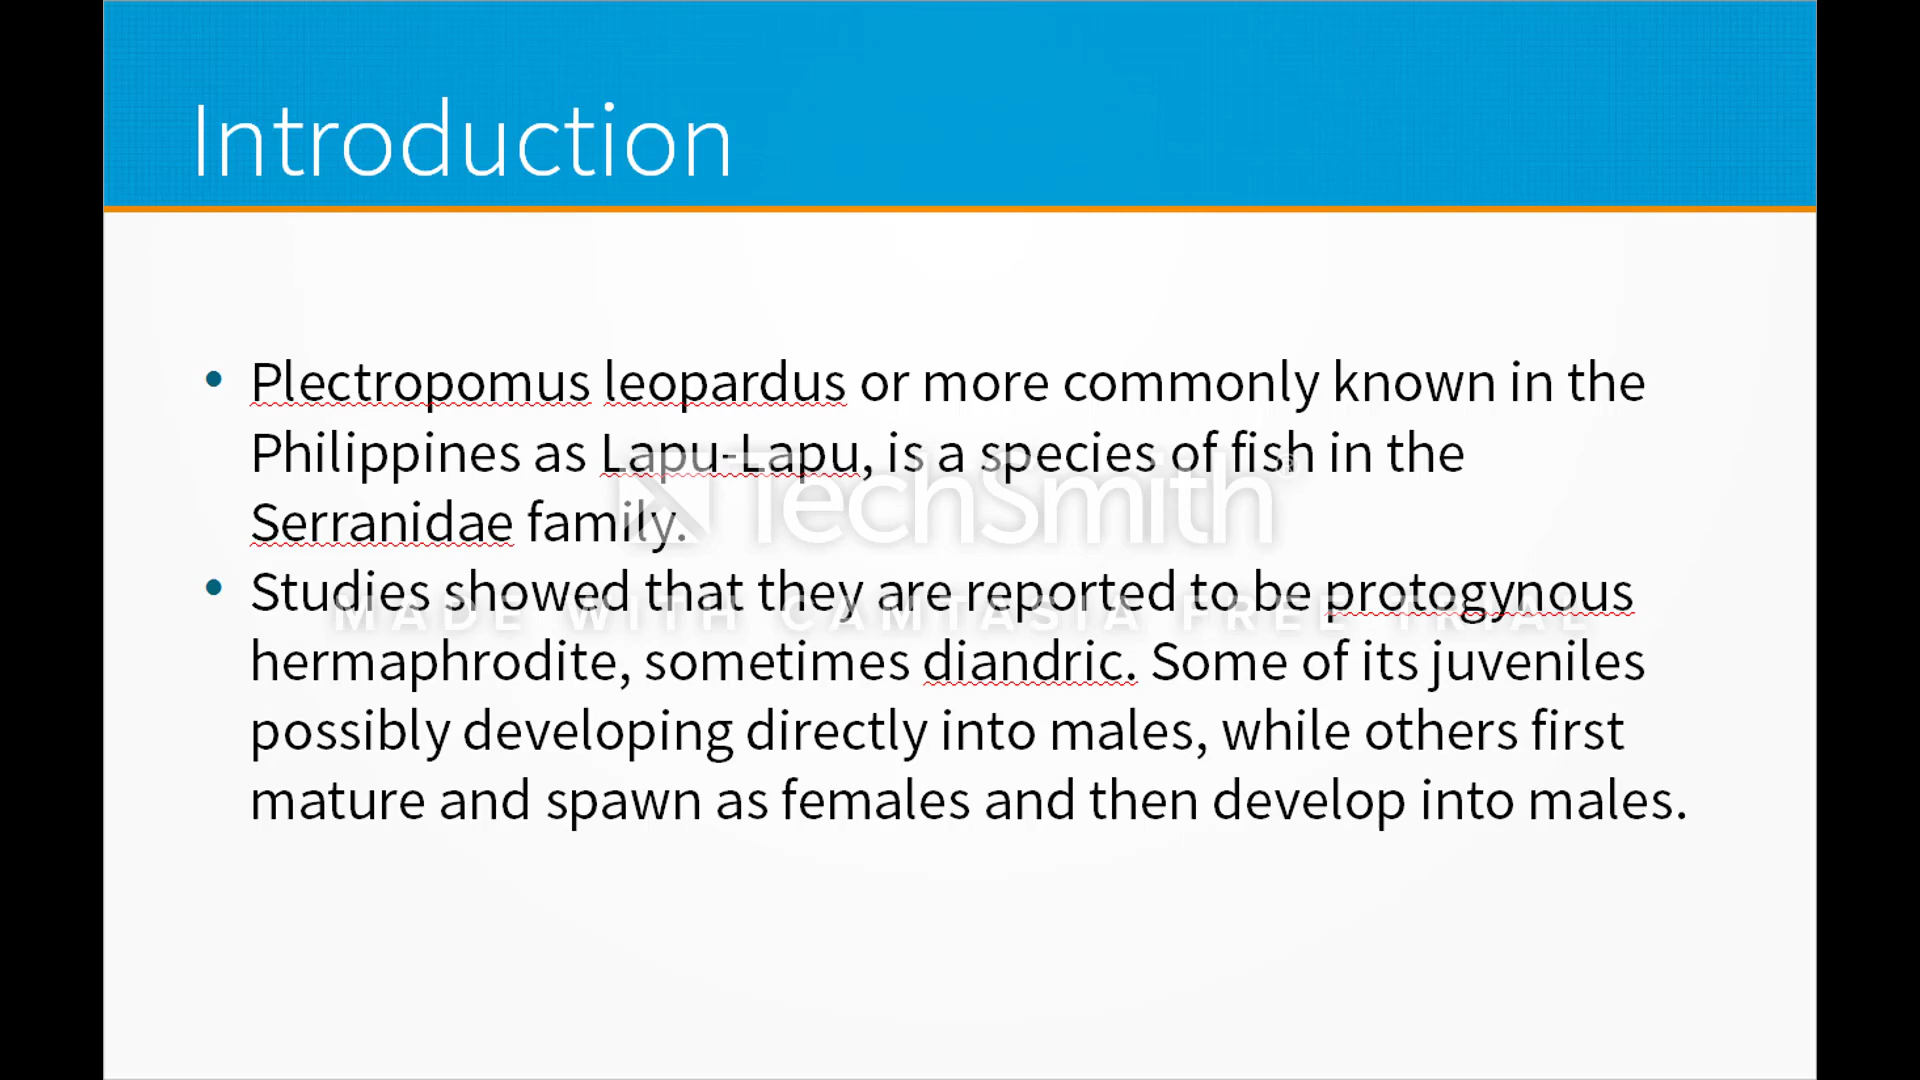 Introduction
• Plectropomus leopardus or more commonly known in the
Philippines as Lapu-Lapu, is a species of fish in the
Serranidae family.
TechSmith®
• Studies showed that they are reported to be protogynous
MADE WITH CAMTASIA FREE TRIAL
hermaphrodite, sometimes diandric. Some of its juveniles
possibly developing directly into males, while others first
mature and spawn as females and then develop into males.